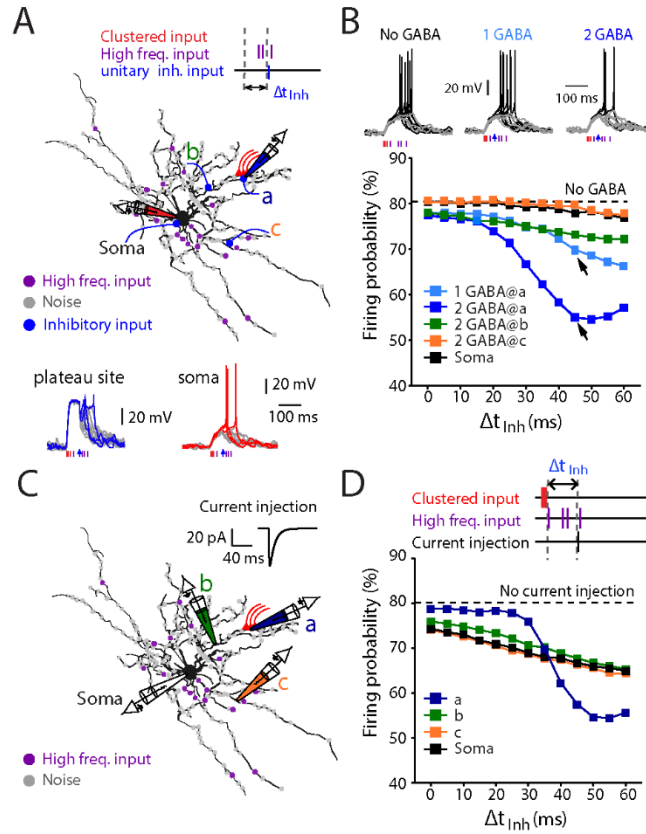 A
Clustered input
High freq. input
unitary inh. input
Δt Inh
b
a
c
Soma
High freq. input
Noise
Inhibitory input
plateau site
20 mV
soma
20 mV
100 ms
B
No GABA
1 GABA
2 GABA
20 mV
100 ms
Firing probability (%)
90
80
70
60
50
40
No GABA
1 GABA@a
2 GABA@a
2 GABA@b
2 GABA@c
Soma
0 10 20 30 40 50 60
Δt Inh (ms)
C
Current injection
20 pA
40 ms
b
a
c
Soma
High freq. input
Noise
D
Δt Inh
Clustered input
High freq. input
Current injection
Firing probability (%)
90
80
70
60
50
40
No current injection
a
b
c
Soma
0 10 20 30 40 50 60
Δt Inh (ms)